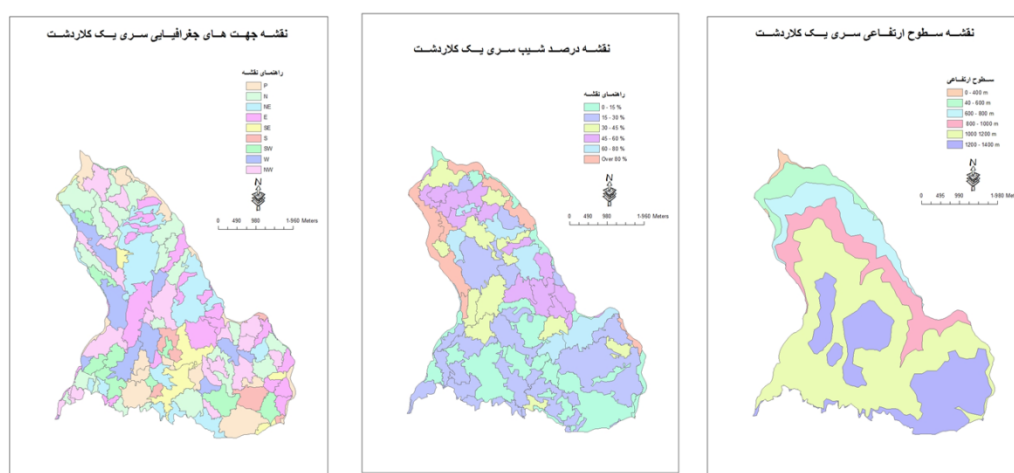 نقشه جهت های جغرافیایی سری یک کلاردشت
راهنمای نقشه
P
N
NE
E
SE
S
SW
W
NW
N
0 490 980 1 960 Meters
نقشه درصد شیب سری یک کلاردشت
راهنمای نقشه
0 - 15 %
15 - 30 %
30 - 45 %
45 - 60 %
60 - 80 %
Over 80 %
N
0 490 980 1 960 Meters
نقشه سطوح ارتفاعی سری یک کلاردشت
سطوح ارتفاعی
0 - 400 m
40 - 600 m
600 - 800 m
800 - 1000 m
1000 1200 m
1200 - 1400 m
N
0 495 990 1 980 Meters